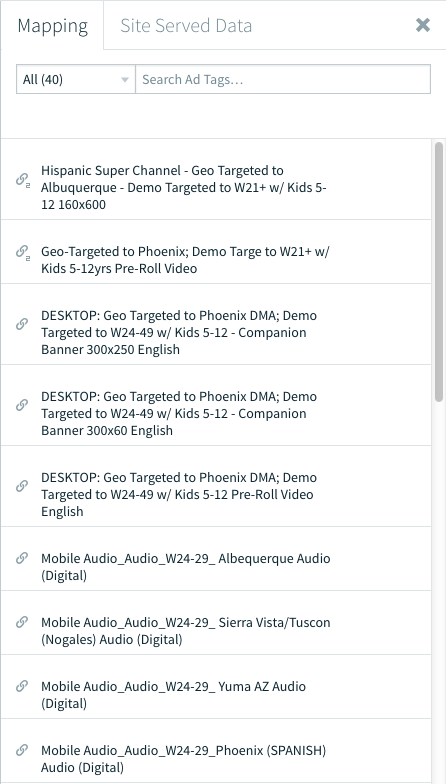 Mapping
Site Served Data
All (40)
Search Ad Tags...
Hispanic Super Channel - Geo Targeted to
Albuquerque - Demo Targeted to W21+ w/ Kids 5-
12 160x600
2
Geo-Targeted to Phoenix; Demo Targe to W21+ w/
Kids 5-12yrs Pre-Roll Video
2
DESKTOP: Geo Targeted to Phoenix DMA; Demo
Targeted to W24-49 w/ Kids 5-12 - Companion
Banner 300x250 English
DESKTOP: Geo Targeted to Phoenix DMA; Demo
Targeted to W24-49 w/ Kids 5-12 - Companion
Banner 300x60 English
DESKTOP: Geo Targeted to Phoenix DMA; Demo
Targeted to W24-49 w/ Kids 5-12 Pre-Roll Video
English
Mobile Audio_Audio_W24-29_ Albequerque Audio
(Digital)
Mobile Audio_Audio_W24-29_ Sierra Vista/Tuscon
(Nogales) Audio (Digital)
Mobile Audio_Audio_W24-29_ Yuma AZ Audio
(Digital)
Mobile Audio_Audio_W24-29_Phoenix (SPANISH)
Audio (Digital)